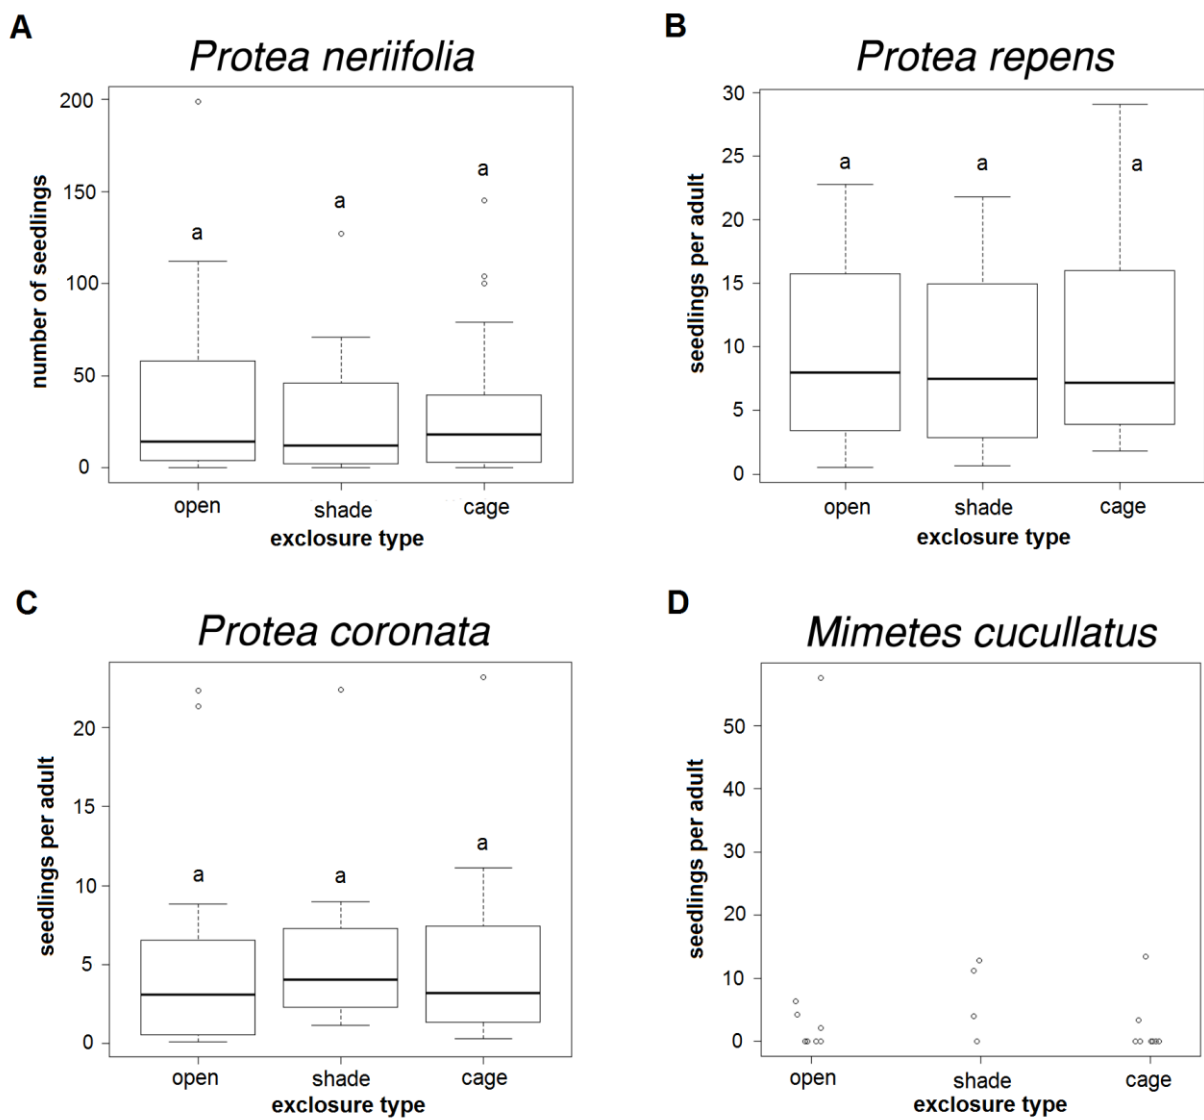 A
Protea neriifolia
number of seedlings
200
150
100
50
0
a
a
a
open
shade
cage
exclosure type
B
Protea repens
seedlings per adult
30
25
20
15
10
5
0
a
a
a
open
shade
cage
exclosure type
C
Protea coronata
seedlings per adult
20
15
10
5
0
a
a
a
open
shade
cage
exclosure type
D
Mimetes cucullatus
seedlings per adult
50
40
30
20
10
0
open
shade
cage
exclosure type